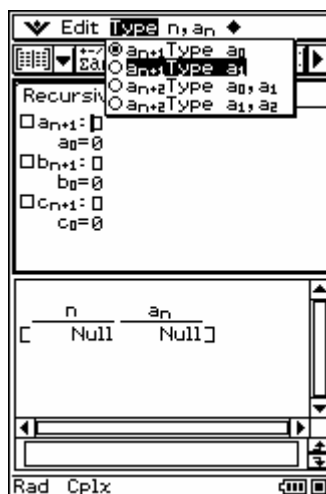 Edit Type n, aₙ
Σa
aₙ₊₁Type a₀
aₙ₊₁Type a₁
aₙ₊₂Type a₀, a₁
aₙ₊₂Type a₁, a₂
Recursiv
aₙ₊₁:
a₀=0
bₙ₊₁:
b₀=0
cₙ₊₁:
c₀=0
n aₙ
[ Null Null ]
Rad Cplx